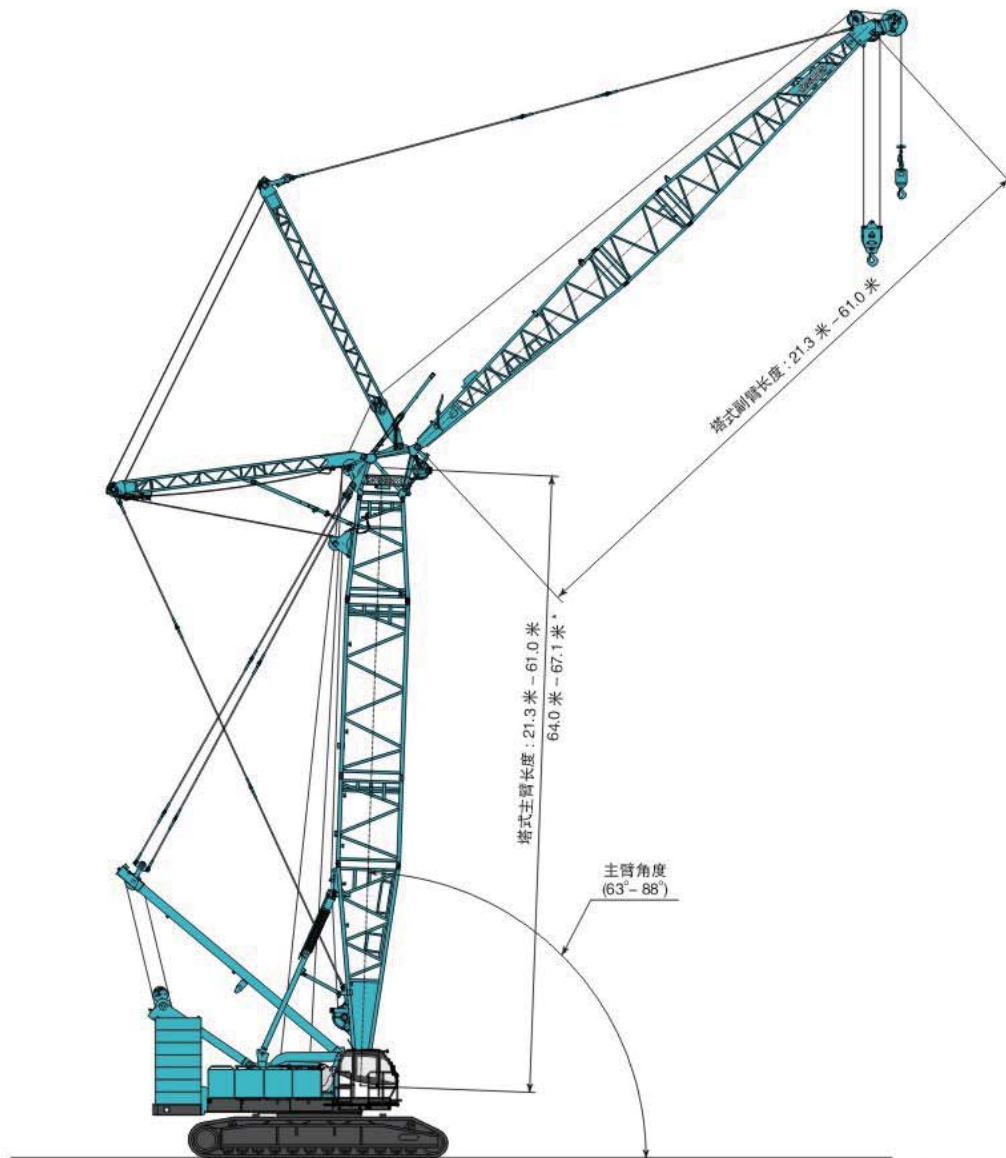 塔式副臂长度：21.3 米 – 61.0 米
塔式主臂长度：21.3 米 – 61.0 米
64.0 米 – 67.1 米 *
主臂角度
(63° – 88°)